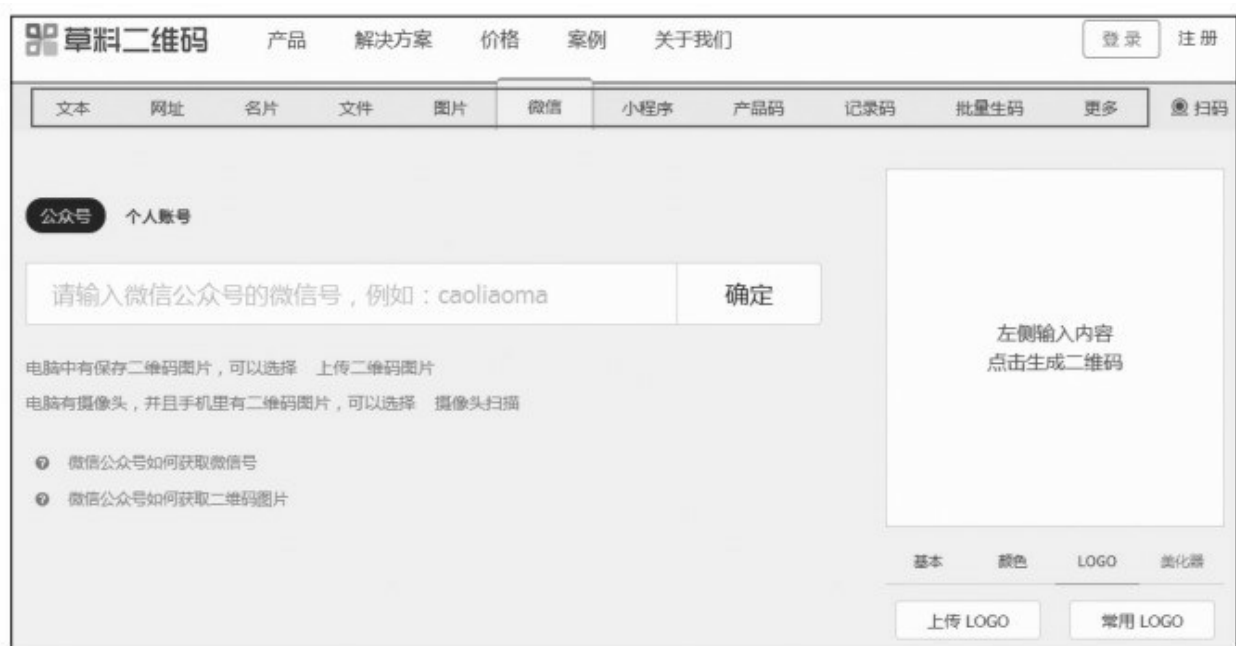 草料二维码 产品 解决方案 价格 案例 关于我们 登录 注册
文本 网址 名片 文件 图片 微信 小程序 产品码 记录码 批量生码 更多 扫码
公众号 个人账号
请输入微信公众号的微信号，例如：caoliaoma 确定
电脑中有保存二维码图片，可以选择 上传二维码图片
电脑有摄像头，并且手机里有二维码图片，可以选择 摄像头扫描
微信公众号如何获取微信号
微信公众号如何获取二维码图片
左侧输入内容
点击生成二维码
基本 颜色 LOGO 美化器
上传 LOGO 常用 LOGO